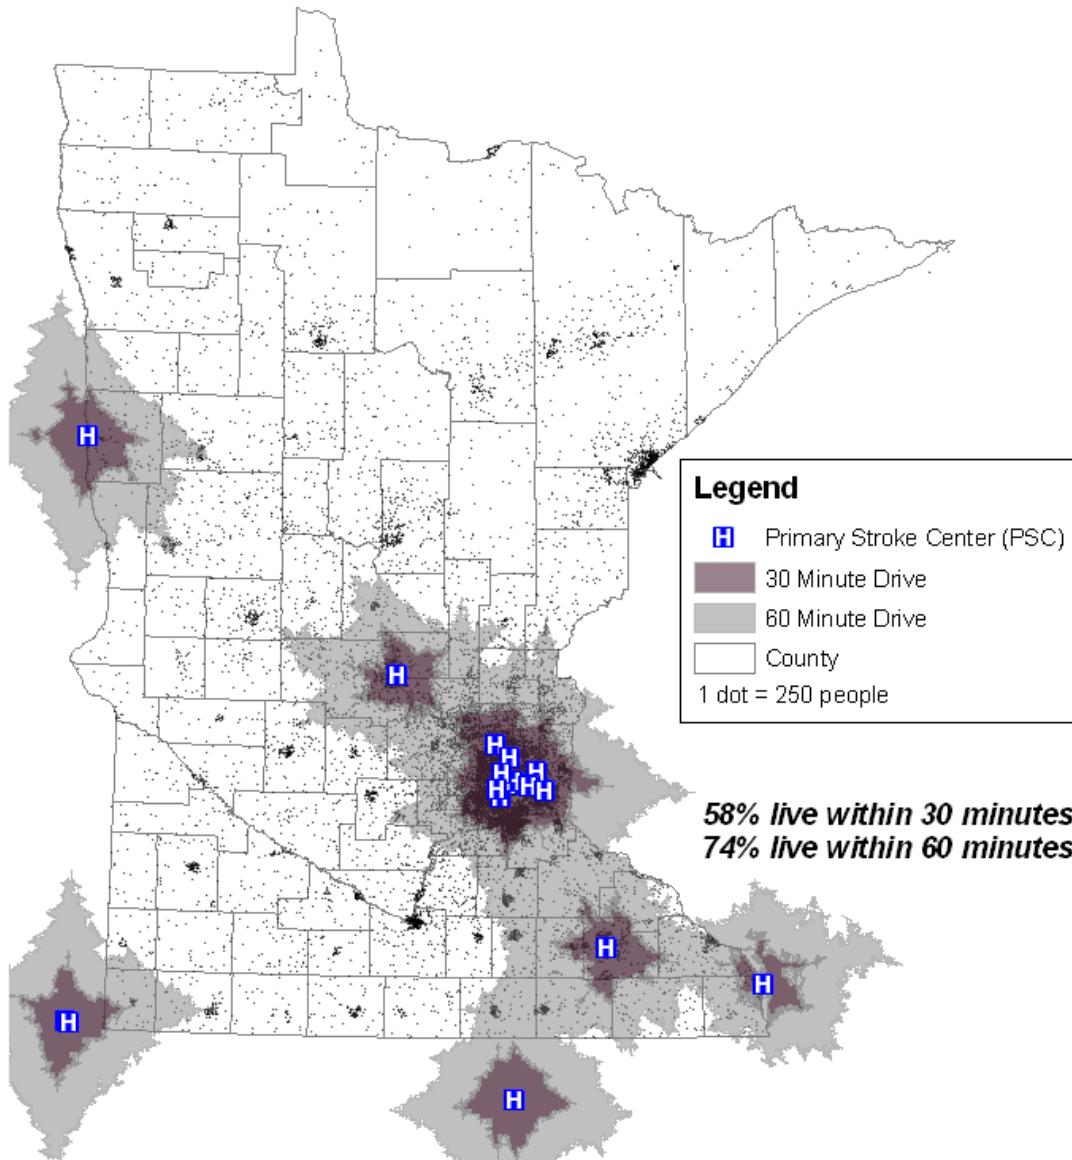 H
H
H
H
H
H
H
H
H
H
H
H
H
H
Legend
H Primary Stroke Center (PSC)
30 Minute Drive
60 Minute Drive
County
1 dot = 250 people
58% live within 30 minutes
74% live within 60 minutes